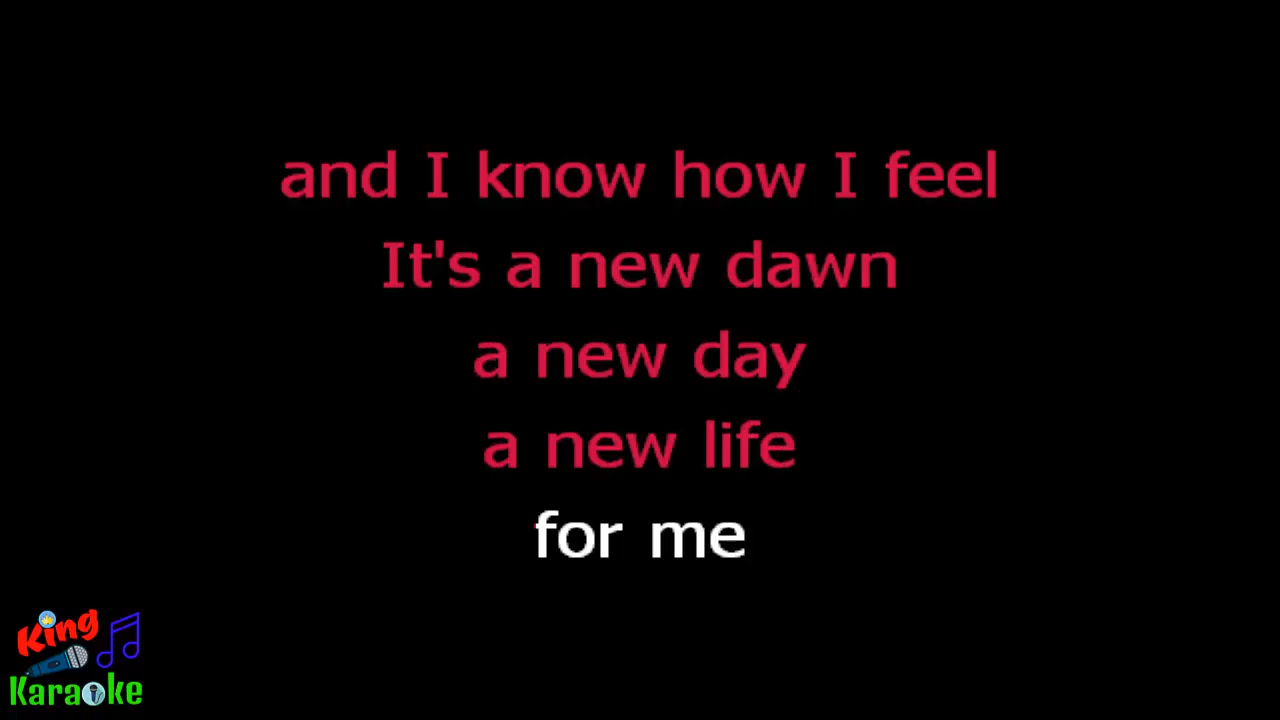 and I know how I feel
It's a new dawn
a new day
a new life
for me
King
Karaoke